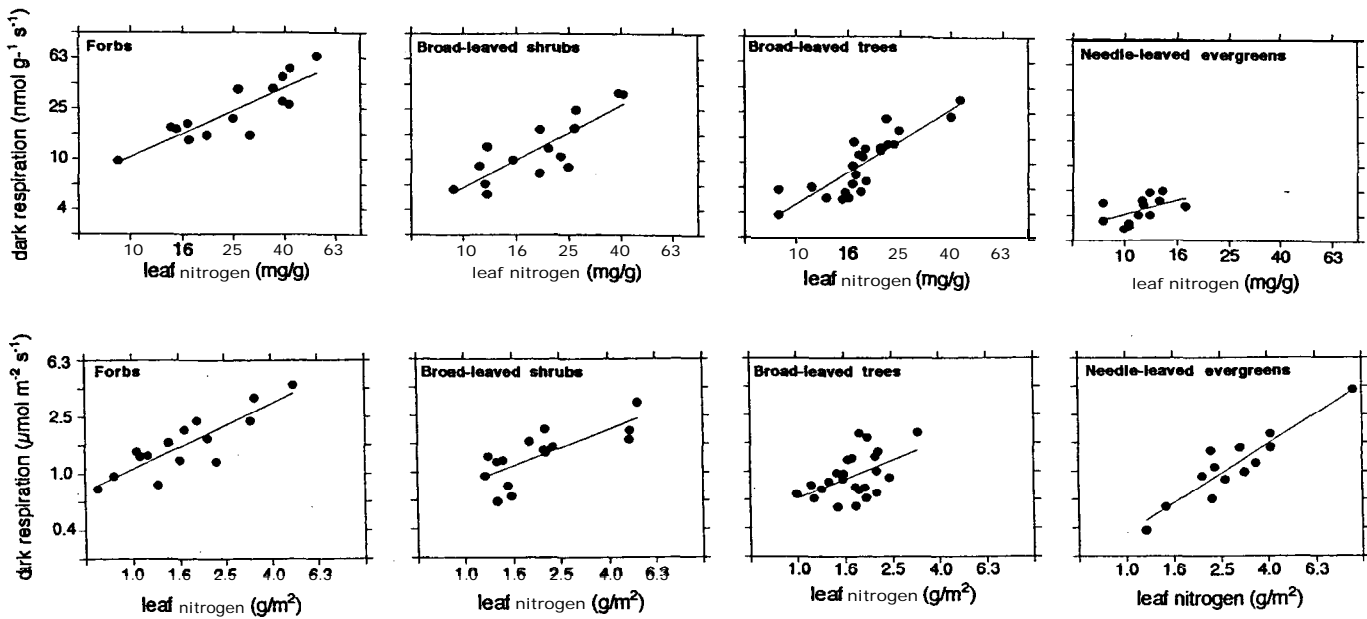 dark respiration (nmol g-1 s-1)
63
25
10
4
Forbs
10
16
25
40
63
leaf nitrogen (mg/g)
Broad-leaved shrubs
10
16
25
40
63
leaf nitrogen (mg/g)
Broad-leaved trees
10
16
25
40
63
leaf nitrogen (mg/g)
Needle-leaved evergreens
10
16
25
40
63
leaf nitrogen (mg/g)
dirk respiration (µmol m-2 s-1)
6.3
2.5
1.0
0.4
Forbs
1.0
1.6
2.5
4.0
6.3
leaf nitrogen (g/m2)
Broad-leaved shrubs
1.0
1.6
2.5
4.0
6.3
leaf nitrogen (g/m2)
Broad-leaved trees
1.0
1.6
2.5
4.0
6.3
leaf nitrogen (g/m2)
Needle-leaved evergreens
1.0
1.6
2.5
4.0
6.3
leaf nitrogen (g/m2)